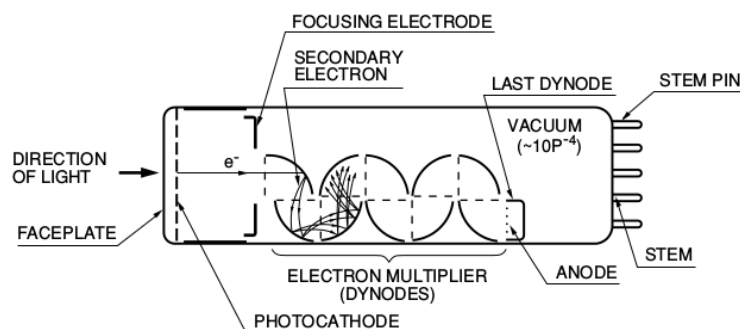 FOCUSING ELECTRODE
SECONDARY
ELECTRON
LAST DYNODE
STEM PIN
VACUUM
(~10P⁻⁴)
DIRECTION
OF LIGHT
e⁻
FACEPLATE
STEM
ANODE
ELECTRON MULTIPLIER
(DYNODES)
PHOTOCATHODE